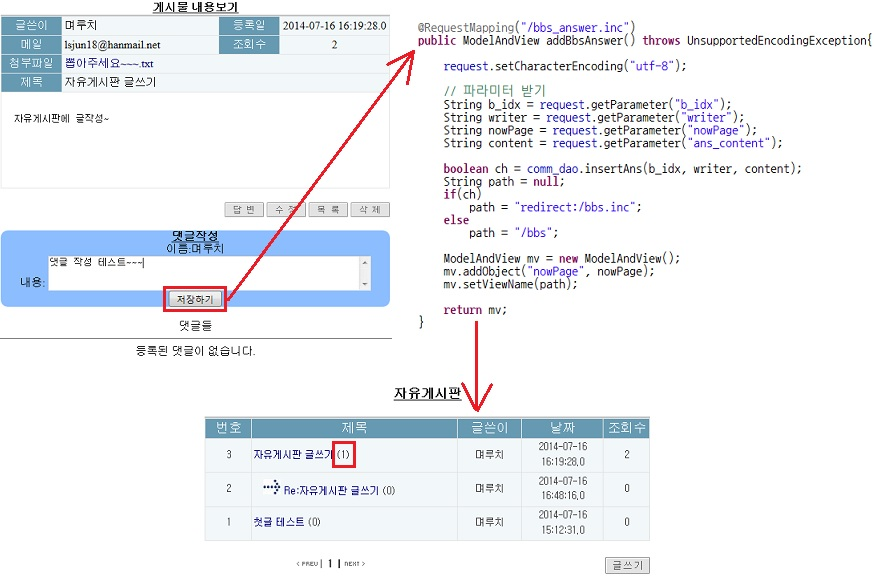 게시물 내용보기
글쓴이 며루치 등록일 2014-07-16 16:19:28.0
메일 lsjun18@hanmail.net 조회수 2
첨부파일 뽑아주세요~~~.txt
제목 자유게시판 글쓰기
자유게시판에 글작성~
답 변 수 정 목 록 삭 제
댓글작성
이름:며루치
내용: 댓글 작성 테스트~~~
저장하기
댓글들
등록된 댓글이 없습니다.
@RequestMapping("/bbs_answer.inc")
public ModelAndView addBbsAnswer() throws UnsupportedEncodingException{
request.setCharacterEncoding("utf-8");
// 파라미터 받기
String b_idx = request.getParameter("b_idx");
String writer = request.getParameter("writer");
String nowPage = request.getParameter("nowPage");
String content = request.getParameter("ans_content");
boolean ch = comm_dao.insertAns(b_idx, writer, content);
String path = null;
if(ch)
path = "redirect:/bbs.inc";
else
path = "/bbs";
ModelAndView mv = new ModelAndView();
mv.addObject("nowPage", nowPage);
mv.setViewName(path);
return mv;
}
자유게시판
번호 제목 글쓴이 날짜 조회수
3 자유게시판 글쓰기 (1) 며루치 2014-07-16 16:19:28.0 2
2 Re:자유게시판 글쓰기 (0) 며루치 2014-07-16 16:48:16.0 0
1 첫글 테스트 (0) 며루치 2014-07-16 15:12:31.0 0
< PREV | 1 | NEXT >
글쓰기